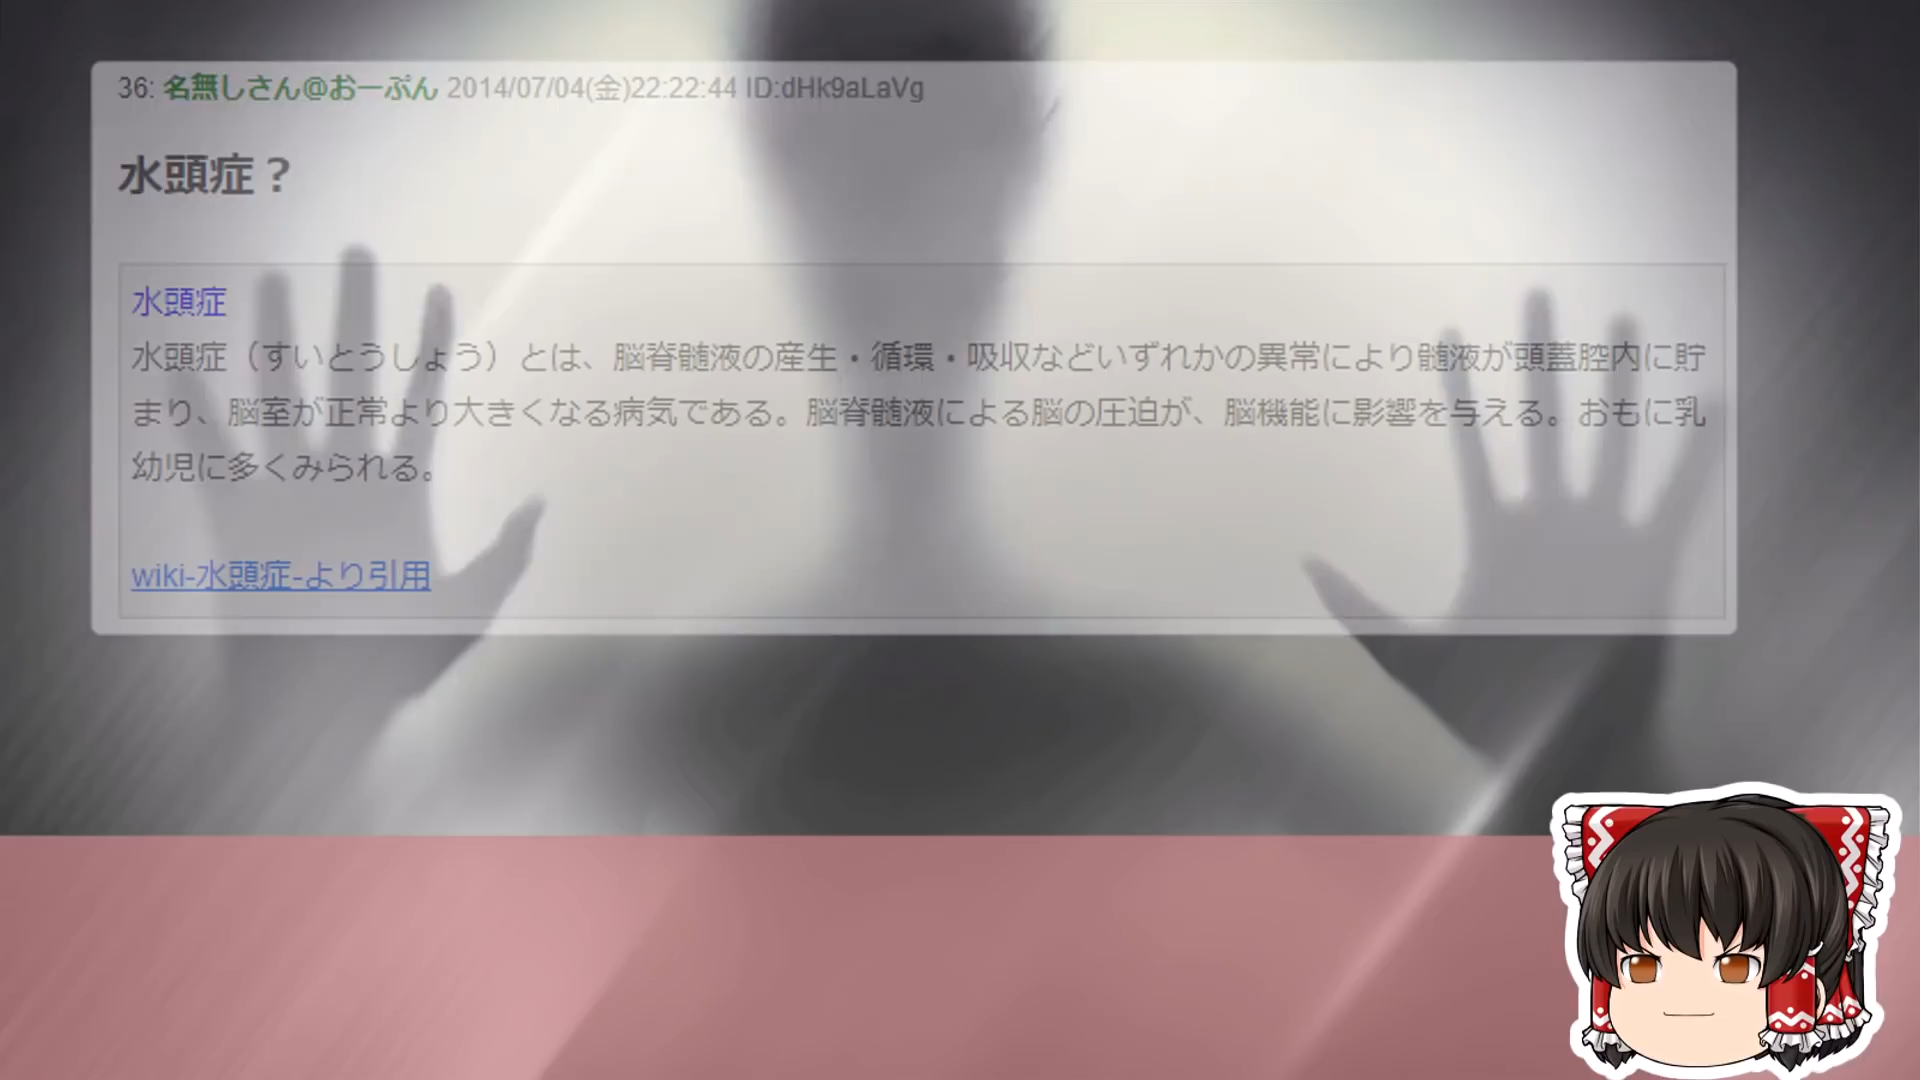 36: 名無しさん@おーぷん 2014/07/04(金)22:22:44 ID:dHk9aLaVg
水頭症？
水頭症
水頭症（すいとうしょう）とは、脳脊髄液の産生・循環・吸収などいずれかの異常により髄液が頭蓋腔内に貯
まり、脳室が正常より大きくなる病気である。脳脊髄液による脳の圧迫が、脳機能に影響を与える。おもに乳
幼児に多くみられる。
wiki-水頭症-より引用